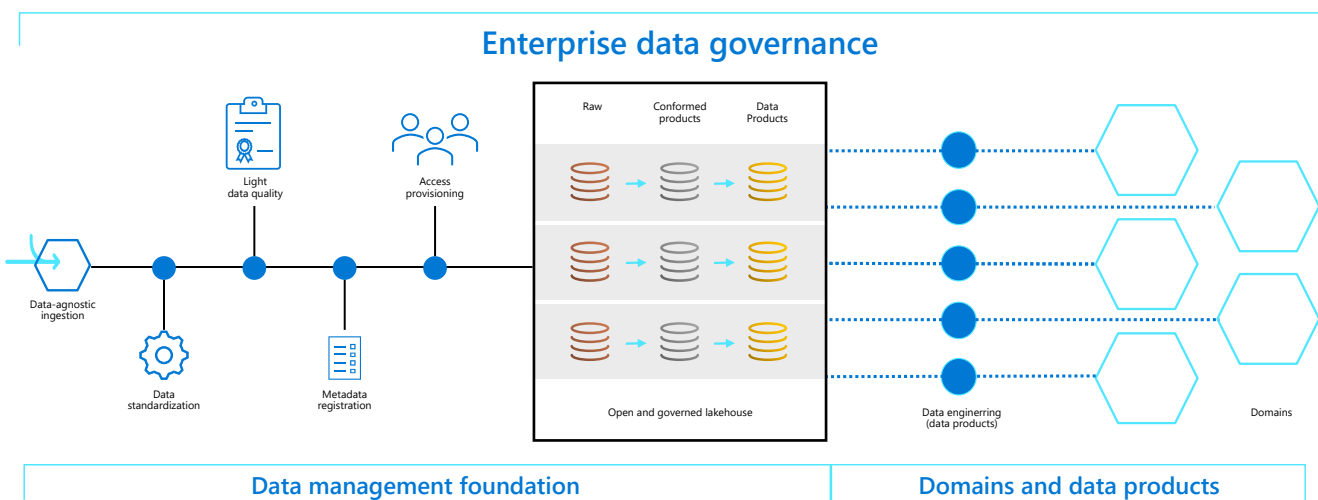 Enterprise data governance
Light
data quality
Access
provisioning
Data-agnostic
ingestion
Data
standardization
Metadata
registration
Raw
Conformed
products
Data
Products
Open and governed lakehouse
Data enginerring
(data products)
Domains
Data management foundation
Domains and data products